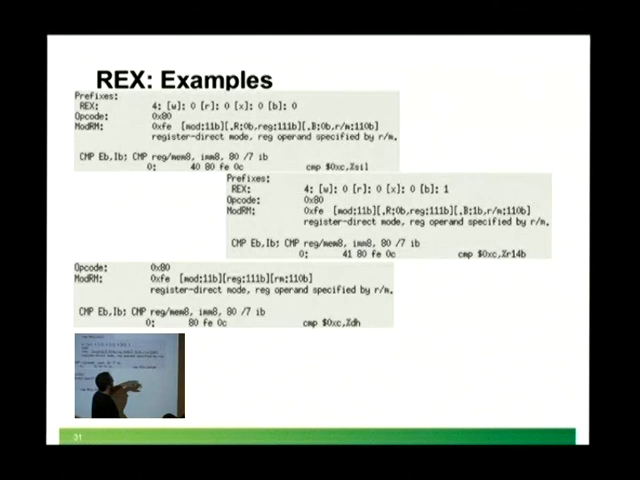 REX: Examples
Prefixes:
REX: 4: [w]: 0 [r]: 0 [x]: 0 [b]: 0
Opcode: 0x80
ModRM: 0xfe [mod:11b][.R:0b,reg:111b][.B:0b,r/m:110b]
register-direct mode, reg operand specified by r/m.
CMP Eb,Ib; CMP reg/mem8, imm8, 80 /7 ib
0: 40 80 fe 0c cmp $0xc,%sil
Prefixes:
REX: 4: [w]: 0 [r]: 0 [x]: 0 [b]: 1
Opcode: 0x80
ModRM: 0xfe [mod:11b][.R:0b,reg:111b][.B:1b,r/m:110b]
register-direct mode, reg operand specified by r/m.
CMP Eb,Ib; CMP reg/mem8, imm8, 80 /7 ib
0: 41 80 fe 0c cmp $0xc,%r14b
Opcode: 0x80
ModRM: 0xfe [mod:11b][reg:111b][rm:110b]
register-direct mode, reg operand specified by r/m.
CMP Eb,Ib; CMP reg/mem8, imm8, 80 /7 ib
0: 80 fe 0c cmp $0xc,%dh
31